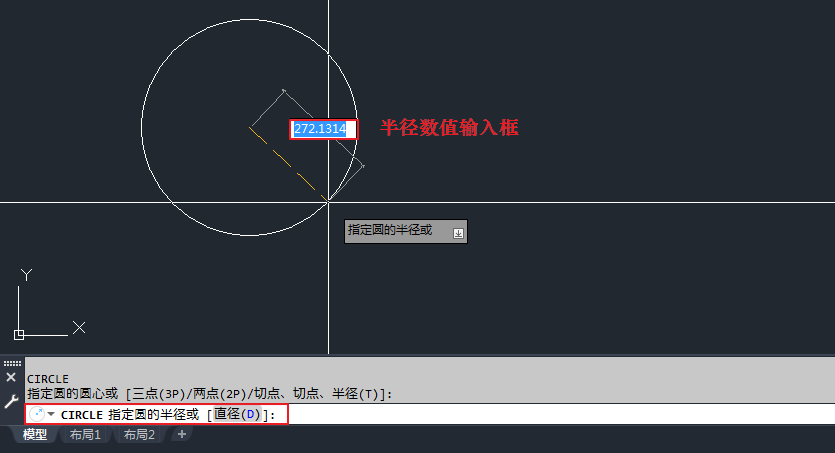 272.1314
半径数值输入框
指定圆的半径或
Y
X
CIRCLE
指定圆的圆心或 [三点(3P)/两点(2P)/切点、切点、半径(T)]:
CIRCLE 指定圆的半径或 [直径(D)]:
模型 布局1 布局2 +